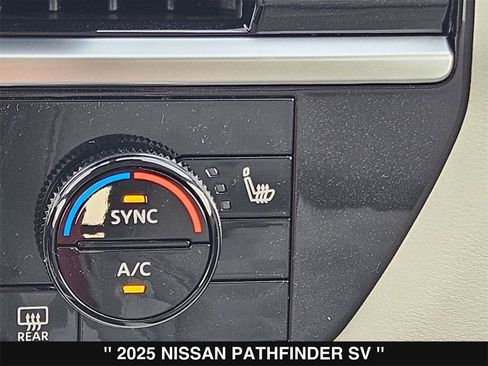 SYNC
A/C
REAR
" 2025 NISSAN PATHFINDER SV "